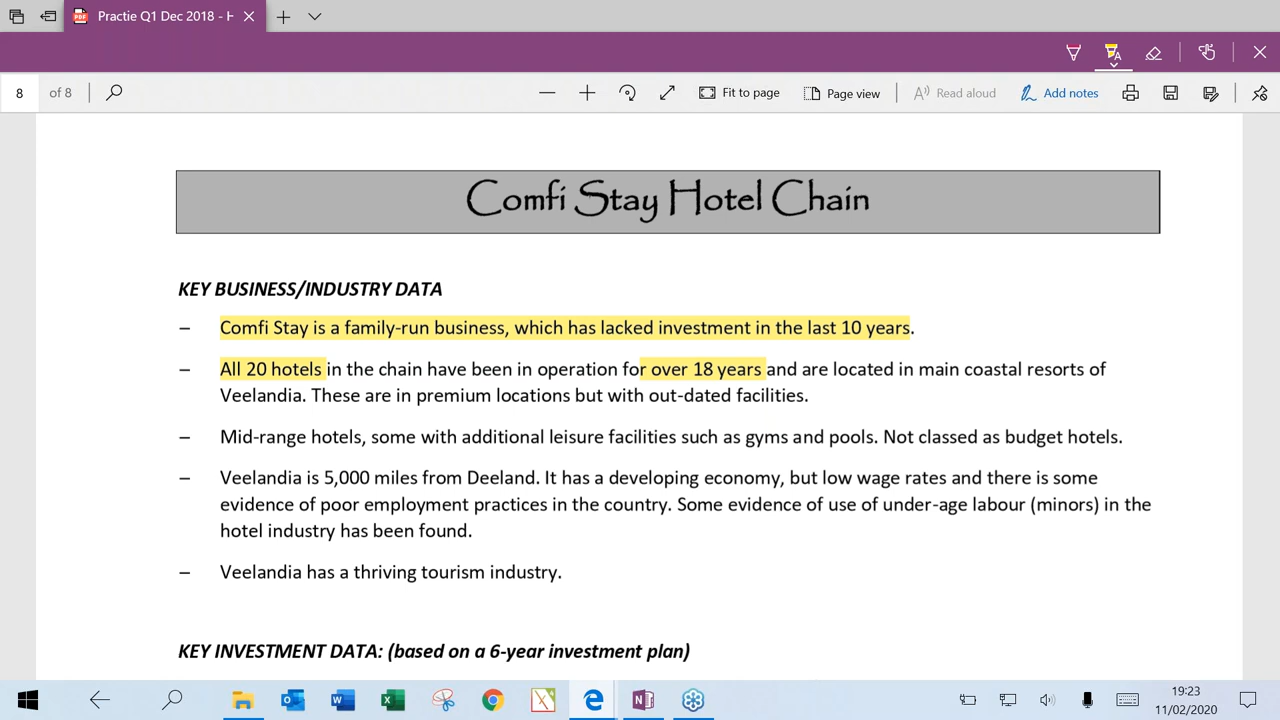 Practie Q1 Dec 2018 - H
8 of 8 Fit to page Page view Read aloud Add notes
Comfi Stay Hotel Chain
KEY BUSINESS/INDUSTRY DATA
– Comfi Stay is a family-run business, which has lacked investment in the last 10 years.
– All 20 hotels in the chain have been in operation for over 18 years and are located in main coastal resorts of
Veelandia. These are in premium locations but with out-dated facilities.
– Mid-range hotels, some with additional leisure facilities such as gyms and pools. Not classed as budget hotels.
– Veelandia is 5,000 miles from Deeland. It has a developing economy, but low wage rates and there is some
evidence of poor employment practices in the country. Some evidence of use of under-age labour (minors) in the
hotel industry has been found.
– Veelandia has a thriving tourism industry.
KEY INVESTMENT DATA: (based on a 6-year investment plan)
19:23
11/02/2020